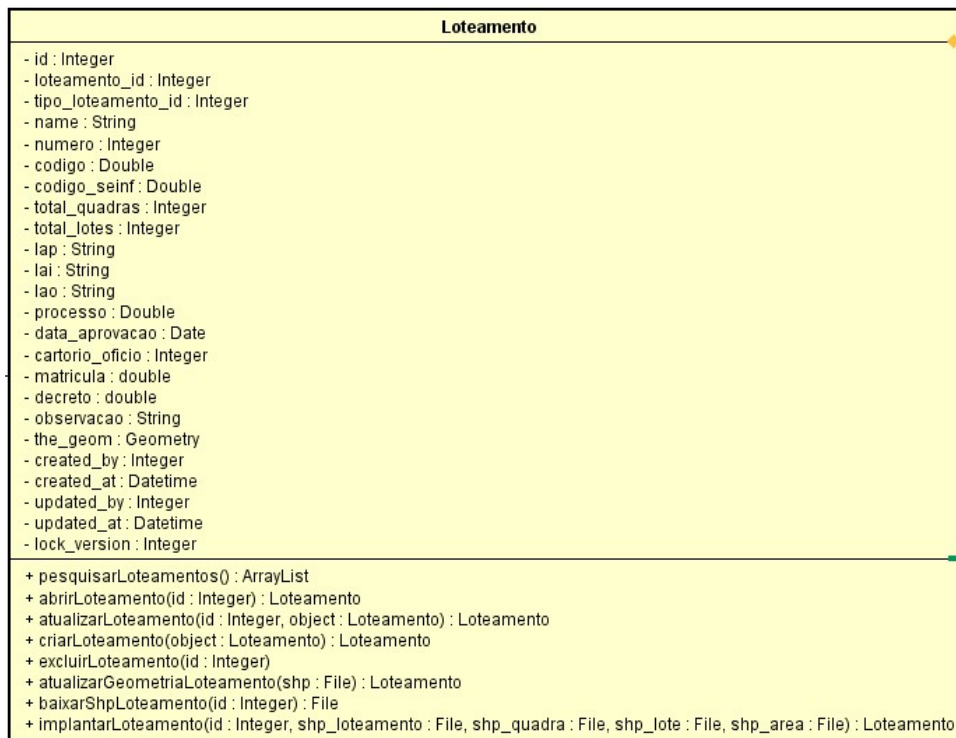 Loteamento
- id : Integer
- loteamento_id : Integer
- tipo_loteamento_id : Integer
- name : String
- numero : Integer
- codigo : Double
- codigo_seinf : Double
- total_quadras : Integer
- total_lotes : Integer
- lap : String
- lai : String
- lao : String
- processo : Double
- data_aprovacao : Date
- cartorio_oficio : Integer
- matricula : double
- decreto : double
- observacao : String
- the_geom : Geometry
- created_by : Integer
- created_at : Datetime
- updated_by : Integer
- updated_at : Datetime
- lock_version : Integer
+ pesquisarLoteamentos() : ArrayList
+ abrirLoteamento(id : Integer) : Loteamento
+ atualizarLoteamento(id : Integer, object : Loteamento) : Loteamento
+ criarLoteamento(object : Loteamento) : Loteamento
+ excluirLoteamento(id : Integer)
+ atualizarGeometriaLoteamento(shp : File) : Loteamento
+ baixarShpLoteamento(id : Integer) : File
+ implantarLoteamento(id : Integer, shp_loteamento : File, shp_quadra : File, shp_lote : File, shp_area : File) : Loteamento